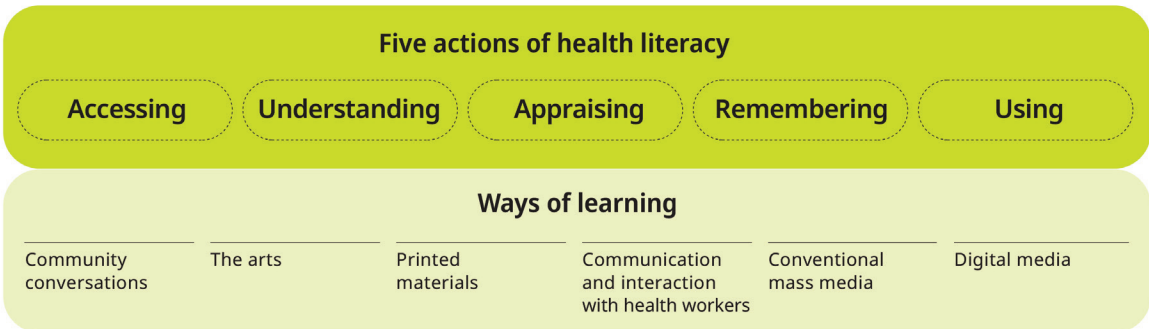 Five actions of health literacy
Accessing
Understanding
Appraising
Remembering
Using
Ways of learning
Community
conversations
The arts
Printed
materials
Communication
and interaction
with health workers
Conventional
mass media
Digital media